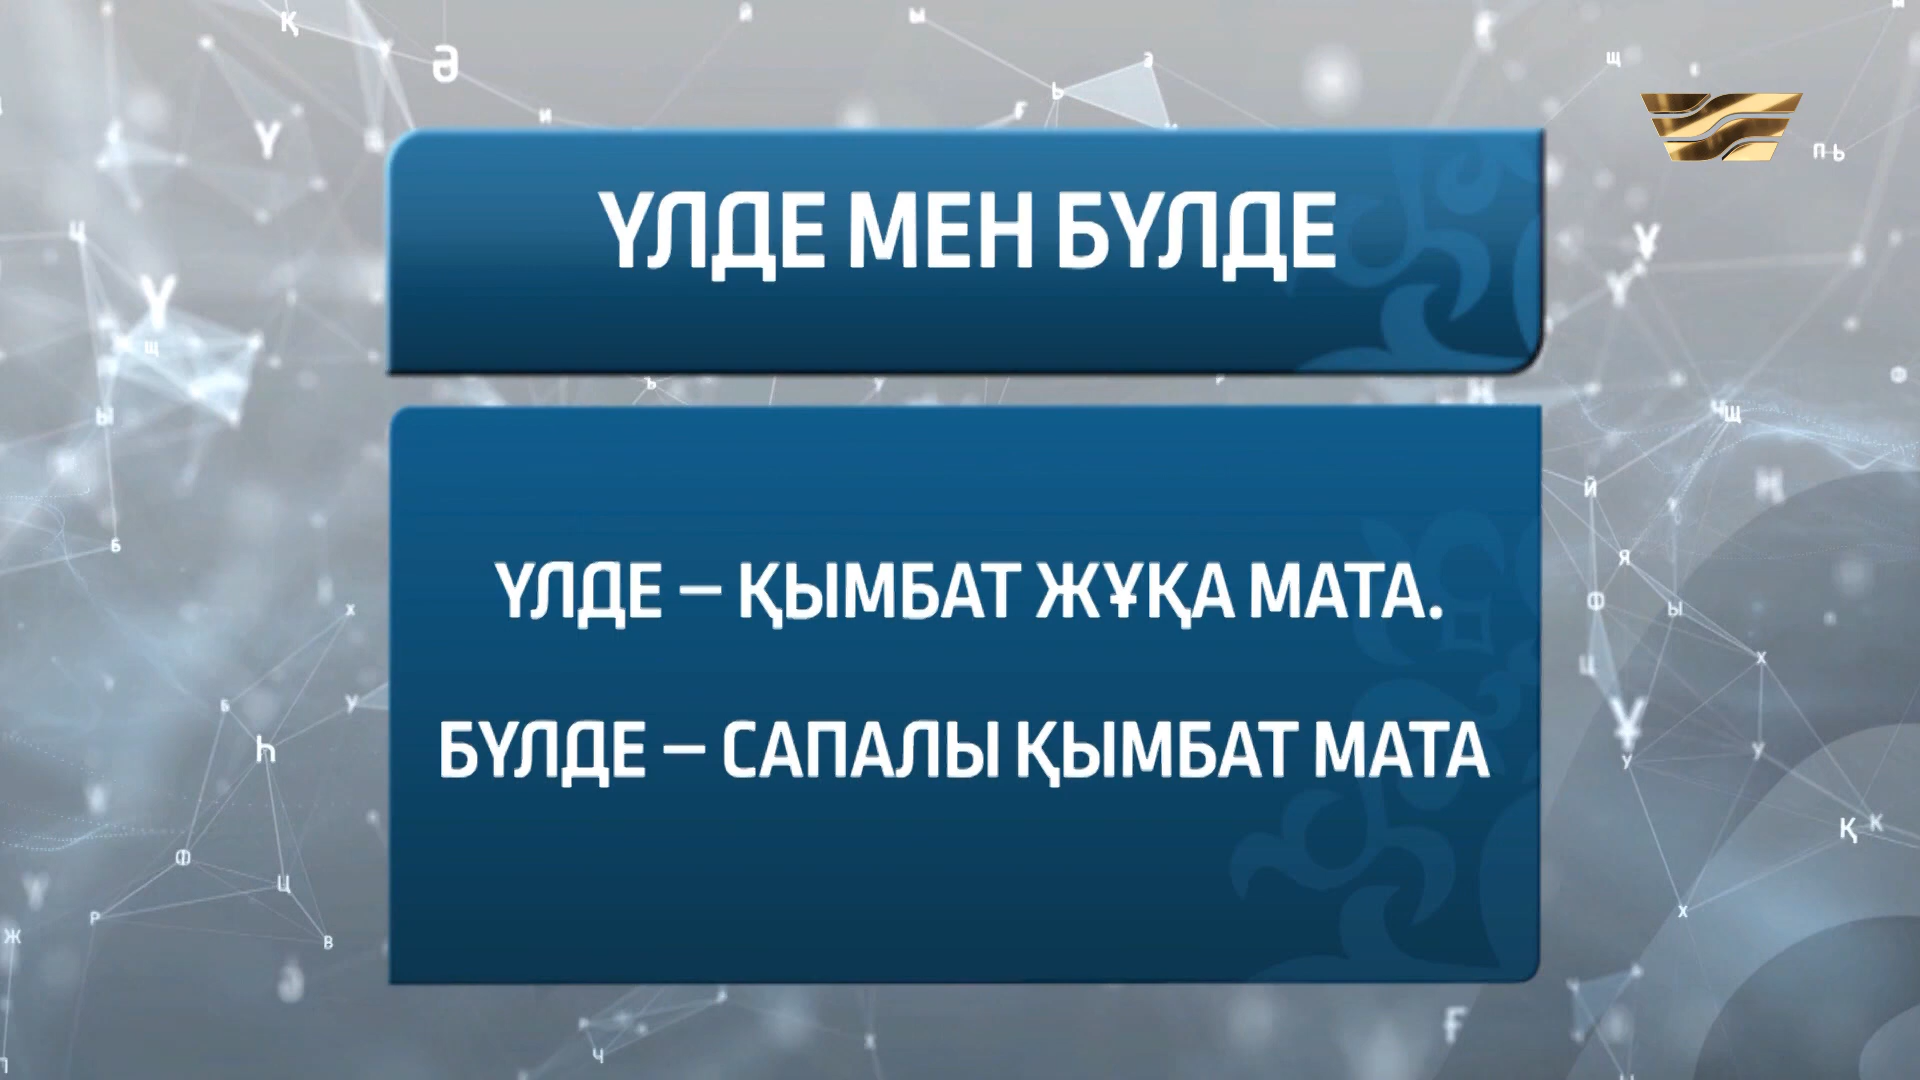 ҮЛДЕ МЕН БҮЛДЕ
ҮЛДЕ – ҚЫМБАТ ЖҰҚА МАТА.
БҮЛДЕ – САПАЛЫ ҚЫМБАТ МАТА